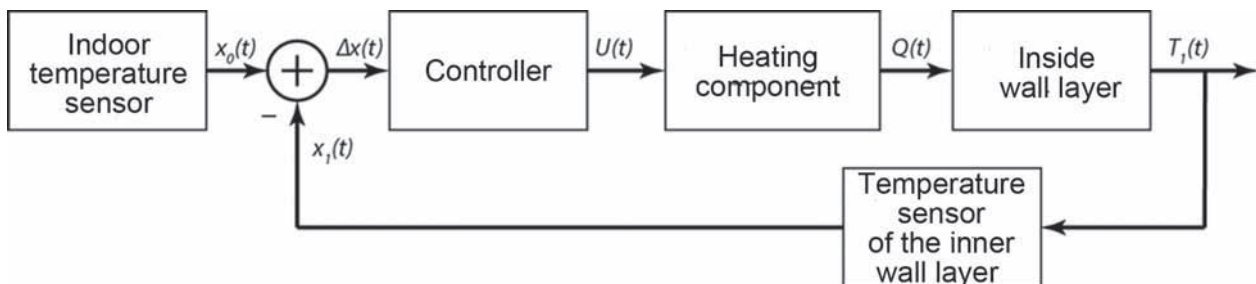 Indoor
temperature
sensor
x₀(t)
+
−
Δx(t)
Controller
U(t)
Heating
component
Q(t)
Inside
wall layer
T₁(t)
x₁(t)
Temperature
sensor
of the inner
wall layer